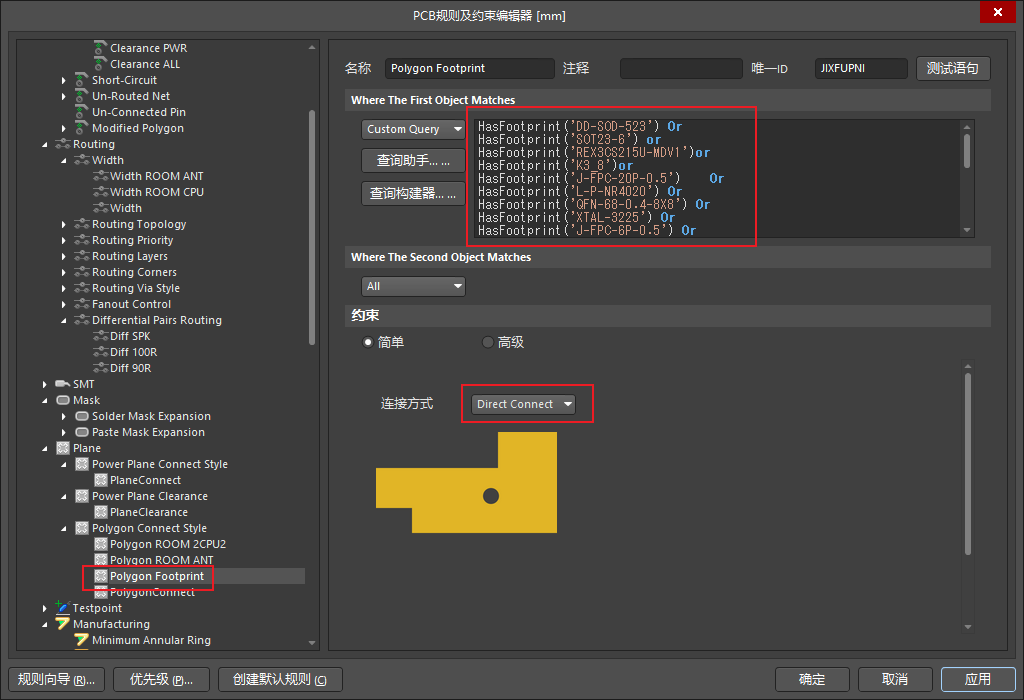 PCB规则及约束编辑器 [mm]
Clearance PWR
Clearance ALL
Short-Circuit
Un-Routed Net
Un-Connected Pin
Modified Polygon
Routing
Width
Width ROOM ANT
Width ROOM CPU
Width
Routing Topology
Routing Priority
Routing Layers
Routing Corners
Routing Via Style
Fanout Control
Differential Pairs Routing
Diff SPK
Diff 100R
Diff 90R
SMT
Mask
Solder Mask Expansion
Paste Mask Expansion
Plane
Power Plane Connect Style
PlaneConnect
Power Plane Clearance
PlaneClearance
Polygon Connect Style
Polygon ROOM 2CPU2
Polygon ROOM ANT
Polygon Footprint
PolygonConnect
Testpoint
Manufacturing
Minimum Annular Ring
名称 Polygon Footprint 注释 唯一ID JIXFUPNI 测试语句
Where The First Object Matches
Custom Query
查询助手... ...
查询构建器... ...
HasFootprint('DD-SOD-523') Or
HasFootprint('SOT23-6') or
HasFootprint('REX3CS215U-MDV1')or
HasFootprint('K3_8')or
HasFootprint('J-FPC-20P-0.5') Or
HasFootprint('L-P-NR4020') Or
HasFootprint('QFN-68-0.4-8X8') Or
HasFootprint('XTAL-3225') Or
HasFootprint('J-FPC-6P-0.5') Or
Where The Second Object Matches
All
约束
简单 高级
连接方式 Direct Connect
规则向导 (R)... 优先级 (P)... 创建默认规则 (C) 确定 取消 应用